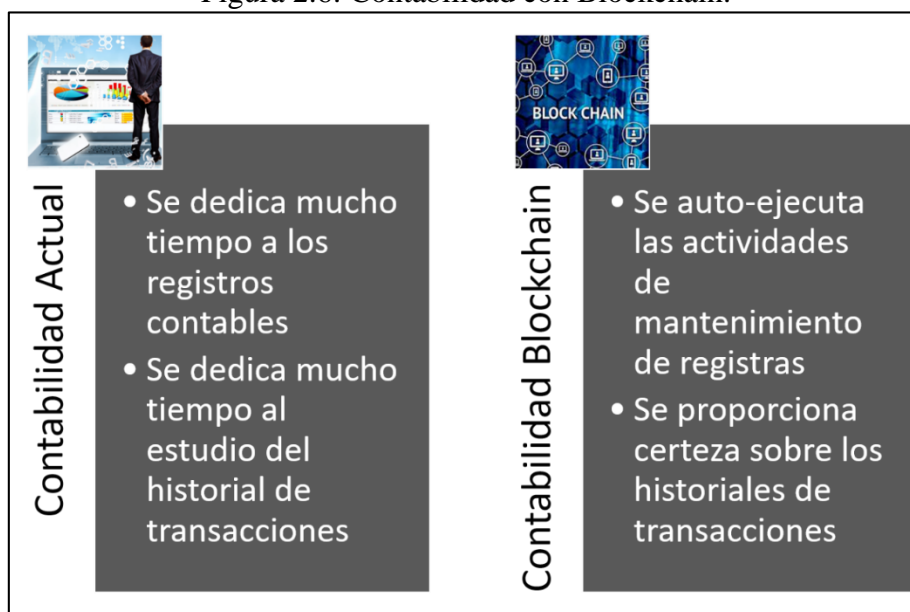 Figura 2.8. Contabilidad con Blockchain.
Contabilidad Actual
• Se dedica mucho
tiempo a los
registros
contables
• Se dedica mucho
tiempo al
estudio del
historial de
transacciones
BLOCK CHAIN
Contabilidad Blockchain
• Se auto-ejecuta
las actividades
de
mantenimiento
de registras
• Se proporciona
certeza sobre los
historiales de
transacciones